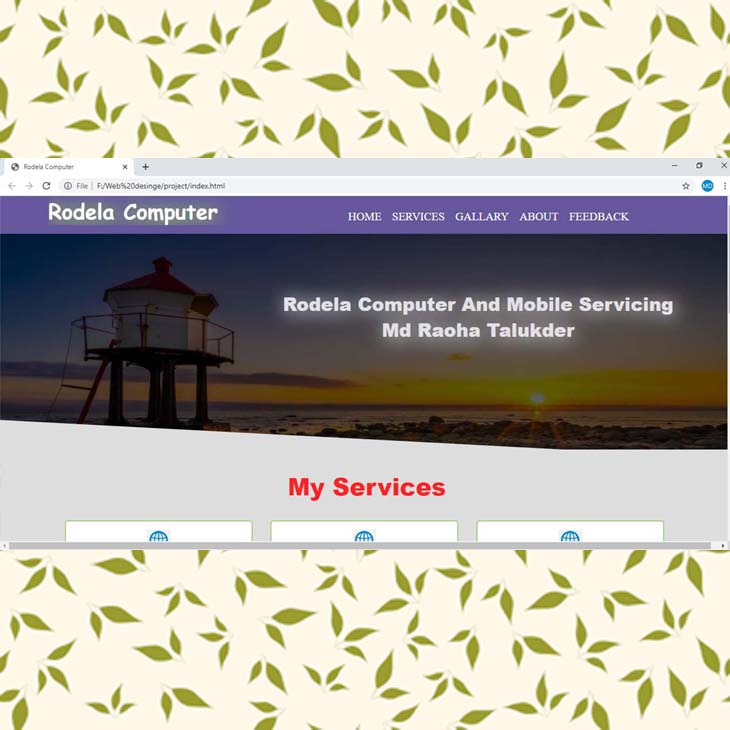 Rodela Computer
File | F:/Web%20desinge/project/index.html
MD
Rodela Computer
HOME SERVICES GALLARY ABOUT FEEDBACK
Rodela Computer And Mobile Servicing
Md Raoha Talukder
My Services